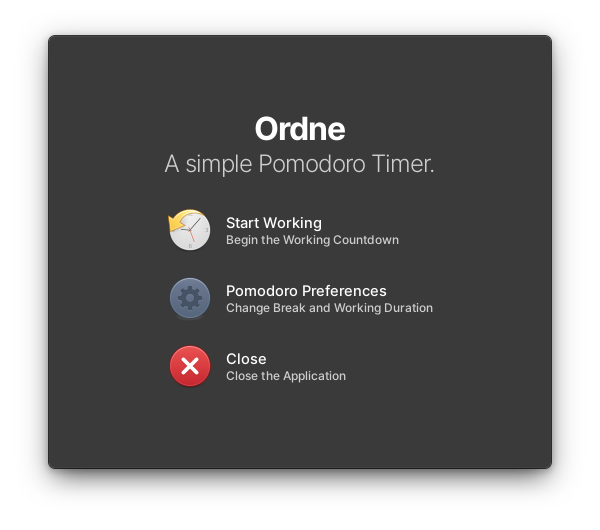 Ordne
A simple Pomodoro Timer.
Start Working
Begin the Working Countdown
Pomodoro Preferences
Change Break and Working Duration
Close
Close the Application